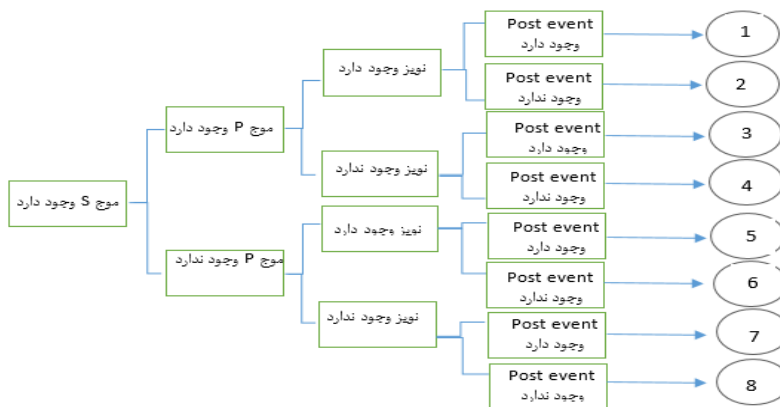 Post event
وجود دارد
1
نویز وجود دارد
Post event
وجود ندارد
2
موج P وجود دارد
Post event
وجود دارد
3
نویز وجود ندارد
Post event
وجود ندارد
4
موج S وجود دارد
نویز وجود دارد
Post event
وجود دارد
5
موج P وجود ندارد
Post event
وجود ندارد
6
نویز وجود ندارد
Post event
وجود دارد
7
Post event
وجود ندارد
8